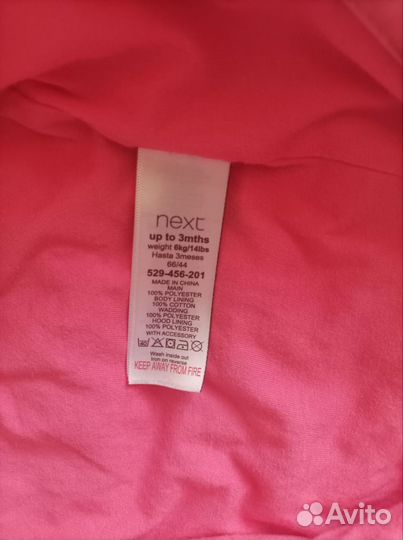 next
up to 3mths
weight 6kg/14lbs
Hasta 3meses
66/44
529-456-201
MADE IN CHINA
MAIN
100% POLYESTER
BODY LINING
100% COTTON
WADDING
100% POLYESTER
HOOD LINING
100% POLYESTER
WITH ACCESSORY
Wash inside out
Iron on reverse
KEEP AWAY FROM FIRE
Avito